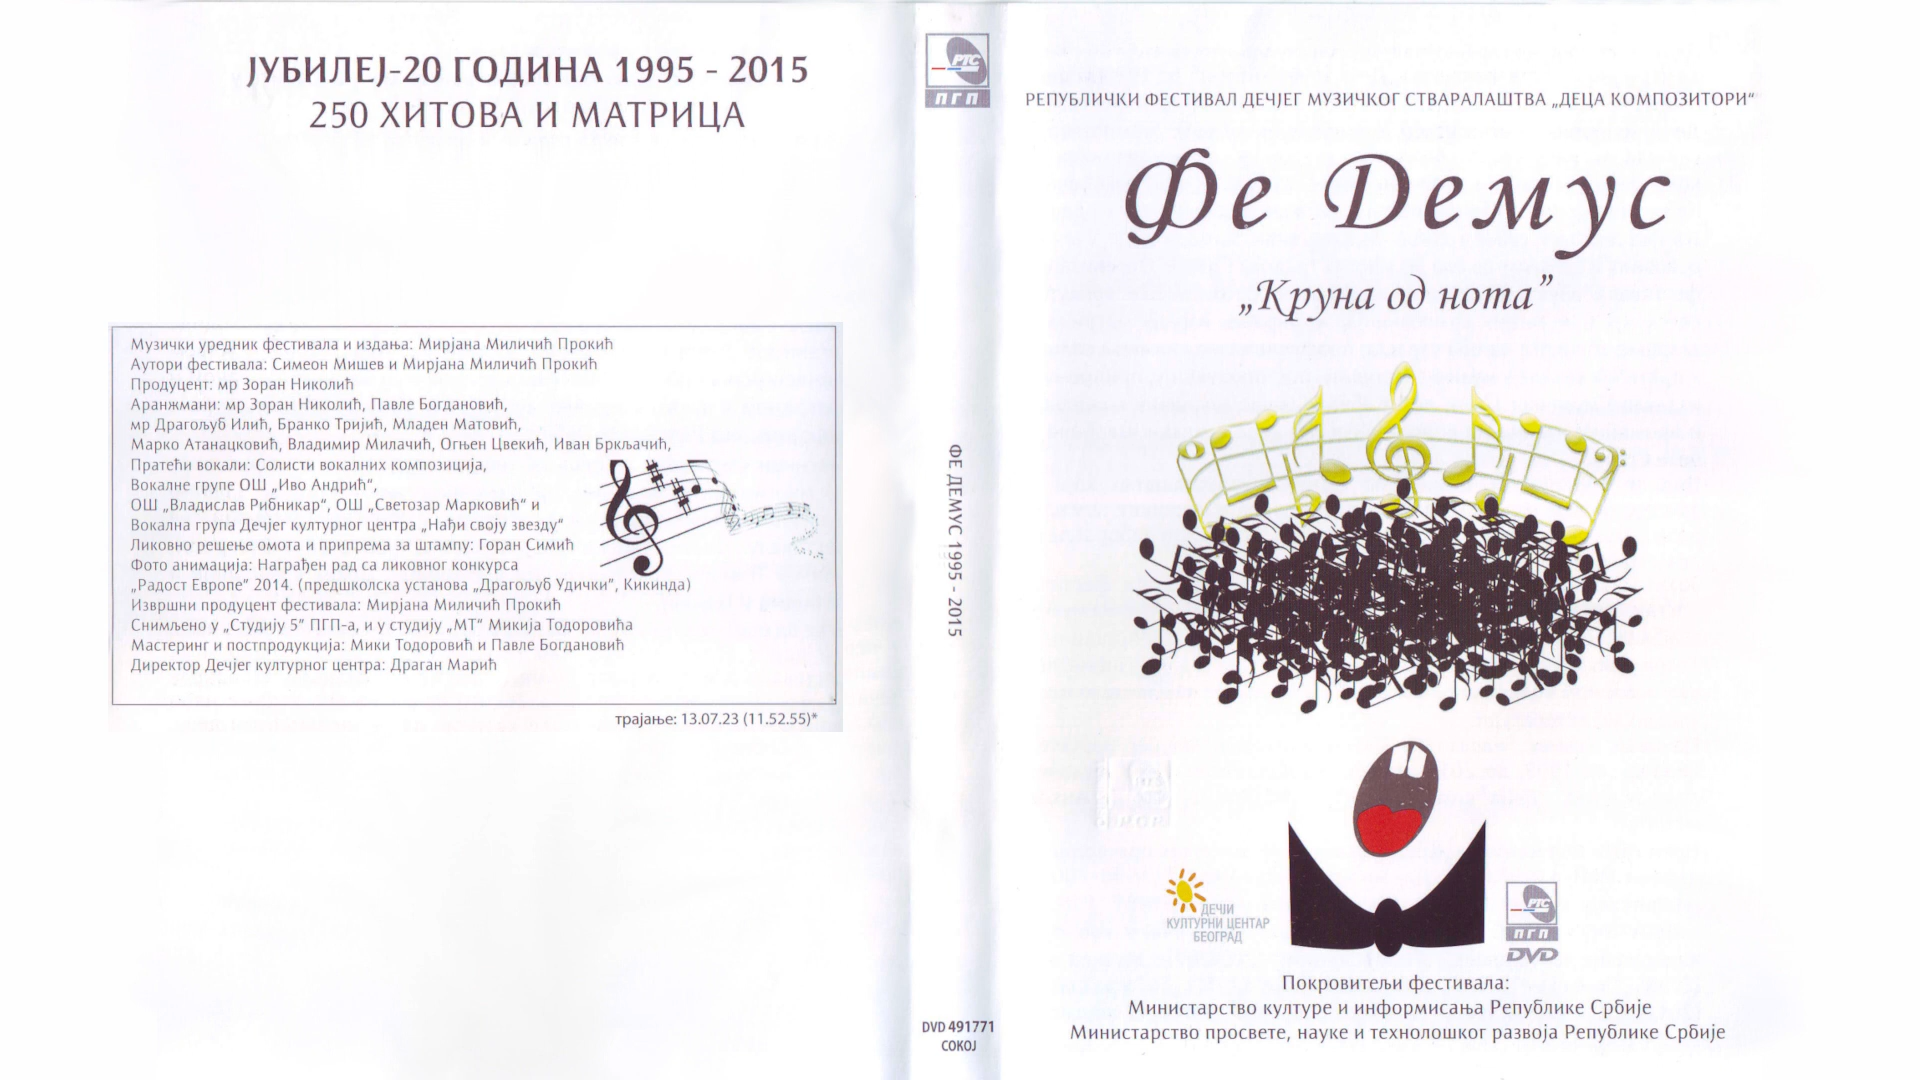 ЈУБИЛЕЈ-20 ГОДИНА 1995 - 2015
250 ХИТОВА И МАТРИЦА
Музички уредник фестивала и издања: Мирјана Миличић Прокић
Аутори фестивала: Симеон Мишев и Мирјана Миличић Прокић
Продуцент: мр Зоран Николић
Аранжмани: мр Зоран Николић, Павле Богдановић,
мр Драгољуб Илић, Бранко Тријић, Младен Матовић,
Марко Атанацковић, Владимир Милачић, Огњен Цвекић, Иван Бркљачић,
Пратећи вокали: Солисти вокалних композиција,
Вокалне групе ОШ „Иво Андрић“,
ОШ „Владислав Рибникар“, ОШ „Светозар Марковић“ и
Вокална група Дечјег културног центра „Нађи своју звезду“
Ликовно решење омота и припрема за штампу: Горан Симић
Фото анимација: Награђен рад са ликовног конкурса
„Радост Европе” 2014. (предшколска установа „Драгољуб Удички”, Кикинда)
Извршни продуцент фестивала: Мирјана Миличић Прокић
Снимљено у „Студију 5” ПГП-а, и у студију „МТ“ Микија Тодоровића
Мастеринг и постпродукција: Мики Тодоровић и Павле Богдановић
Директор Дечјег културног центра: Драган Марић
трајање: 13.07.23 (11.52.55)*
РТС
ПГП
ФЕ ДЕМУС 1995 - 2015
DVD 491771
СОКОЈ
РЕПУБЛИЧКИ ФЕСТИВАЛ ДЕЧЈЕГ МУЗИЧКОГ СТВАРАЛАШТВА „ДЕЦА КОМПОЗИТОРИ“
Фе Демус
„Круна од нота”
ДЕЧЈИ
КУЛТУРНИ ЦЕНТАР
БЕОГРАД
РТС
ПГП
DVD
Покровитељи фестивала:
Министарство културе и информисања Републике Србије
Министарство просвете, науке и технолошког развоја Републике Србије